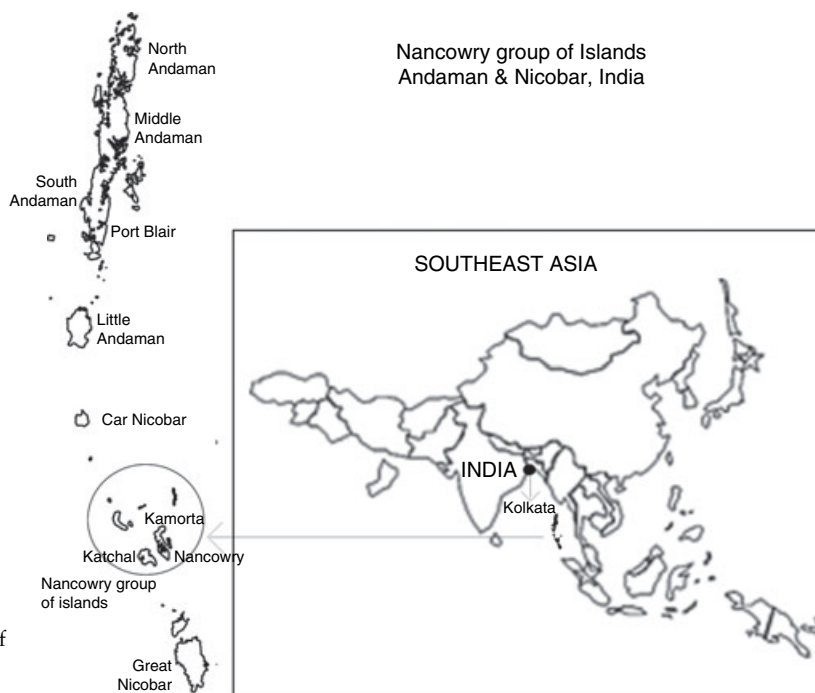 Nancowry group of Islands
Andaman & Nicobar, India
North
Andaman
Middle
Andaman
South
Andaman
Port Blair
Little
Andaman
Car Nicobar
Kamorta
Katchal
Nancowry
Nancowry group
of islands
f
Great
Nicobar
SOUTHEAST ASIA
INDIA
Kolkata